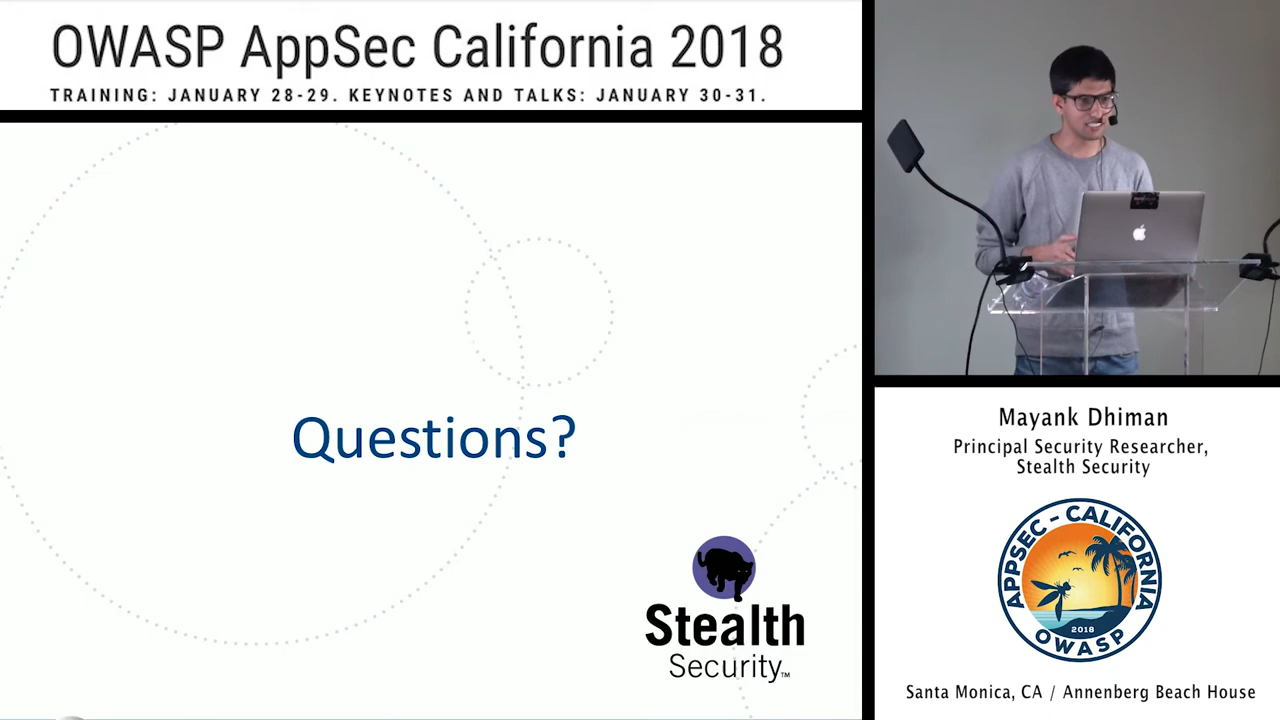 OWASP AppSec California 2018
TRAINING: JANUARY 28-29. KEYNOTES AND TALKS: JANUARY 30-31.
Questions?
Stealth
Security™
Mayank Dhiman
Principal Security Researcher,
Stealth Security
APPSEC - CALIFORNIA
2018
OWASP
Santa Monica, CA / Annenberg Beach House